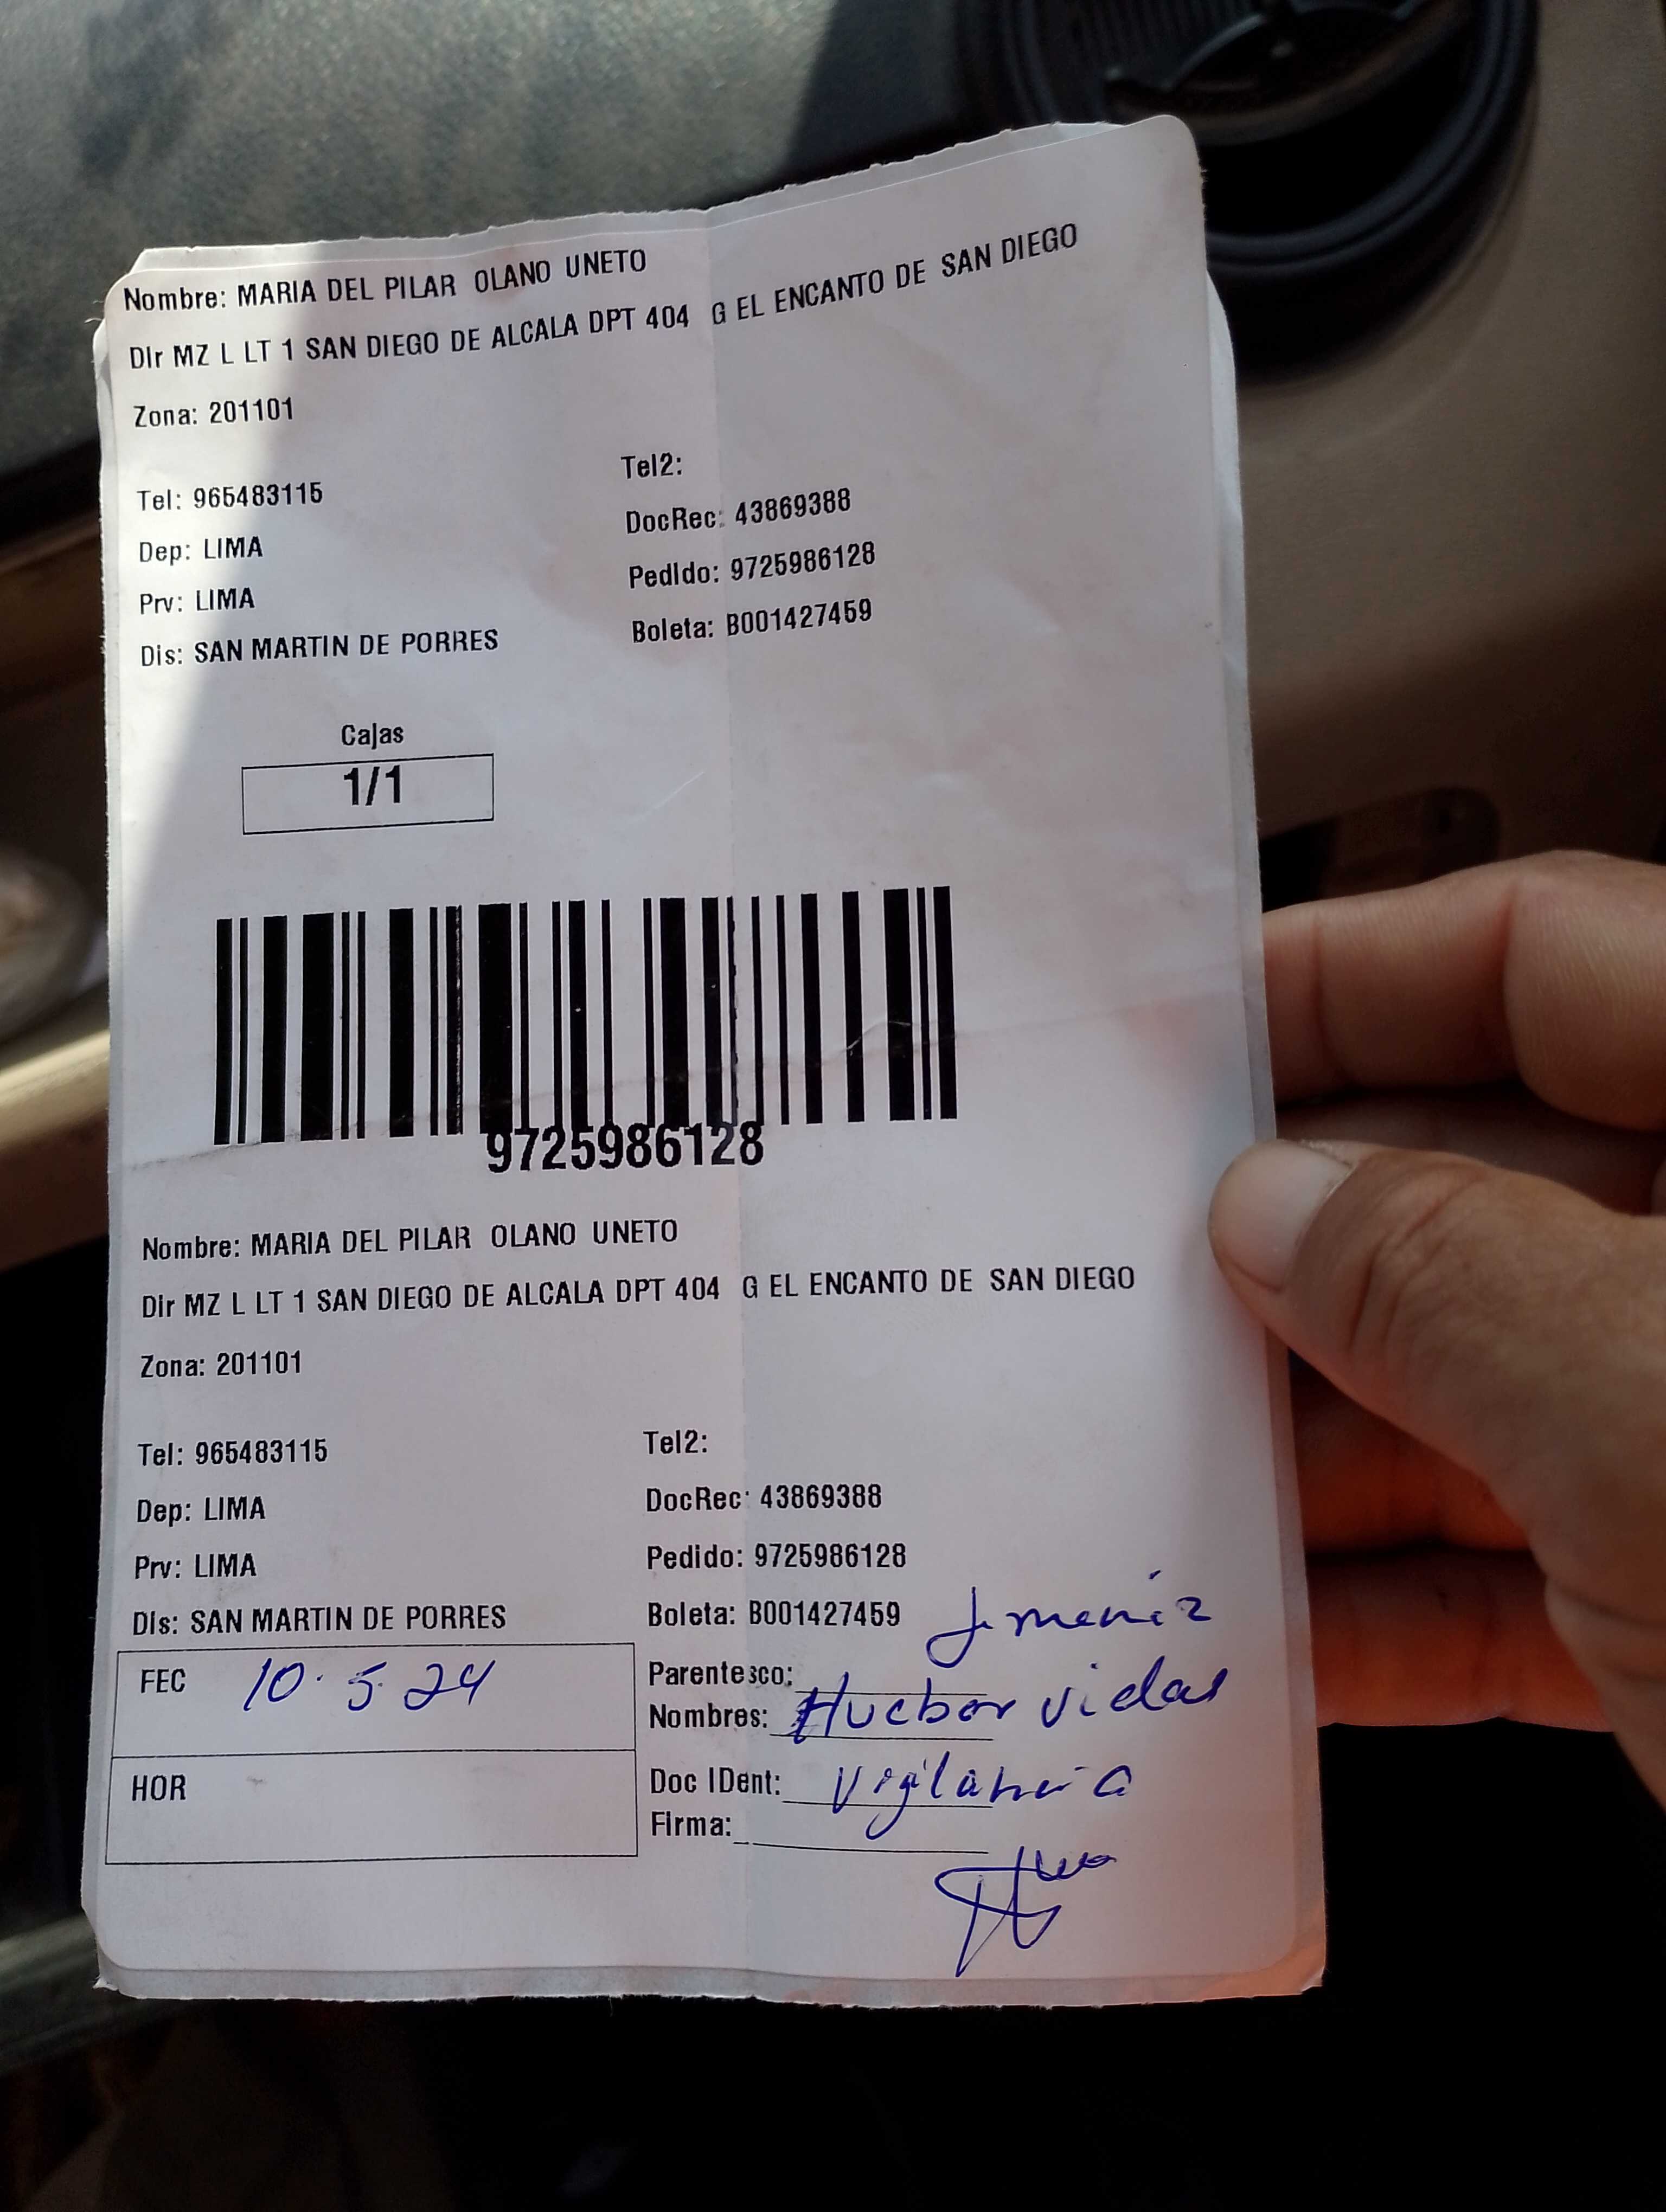 Nombre: MARIA DEL PILAR OLANO UNETO
Dir MZ L LT 1 SAN DIEGO DE ALCALA DPT 404 G EL ENCANTO DE SAN DIEGO
Zona: 201101
Tel: 965483115
Dep: LIMA
Prv: LIMA
Dis: SAN MARTIN DE PORRES
Tel2:
DocRec: 43869388
Pedido: 9725986128
Boleta: B001427459
Cajas
1/1
9725986128
Nombre: MARIA DEL PILAR OLANO UNETO
Dir MZ L LT 1 SAN DIEGO DE ALCALA DPT 404 G EL ENCANTO DE SAN DIEGO
Zona: 201101
Tel: 965483115
Dep: LIMA
Prv: LIMA
Dis: SAN MARTIN DE PORRES
Tel2:
DocRec: 43869388
Pedido: 9725986128
Boleta: B001427459
FEC 10.5.24
HOR
Parentesco:
Nombres:
Doc IDent: Vigilancia
Firma: